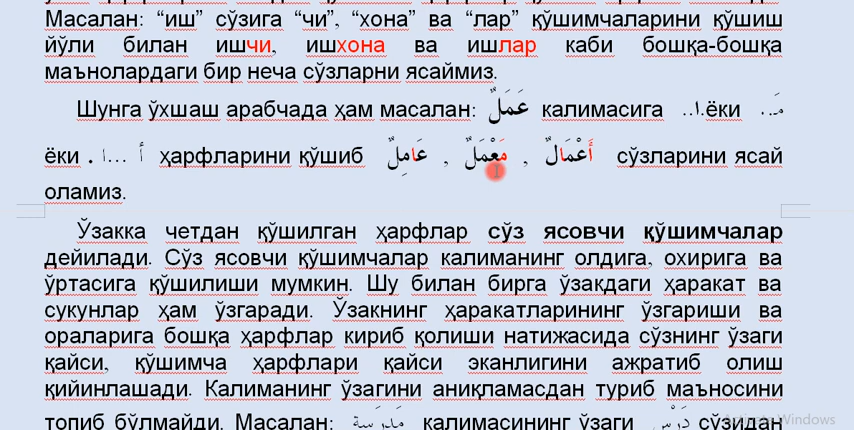 Масалан: “иш” сўзига “чи”, “хона” ва “лар” қўшимчаларини қўшиш
йўли билан ишчи, ишхона ва ишлар каби бошқа-бошқа
маънолардаги бир неча сўзларни ясаймиз.
Шунга ўхшаш арабчада ҳам масалан: عَمَلٌ калимасига ..ا. ёки مَـ...
ёки أ ...ا . ҳарфларини қўшиб عَامِلٌ , مَعْمَلٌ , أَعْمَالٌ сўзларини ясай
оламиз.
Ўзакка четдан қўшилган ҳарфлар сўз ясовчи қўшимчалар
дейилади. Сўз ясовчи қўшимчалар калиманинг олдига, охирига ва
ўртасига қўшилиши мумкин. Шу билан бирга ўзакдаги ҳаракат ва
сукунлар ҳам ўзгаради. Ўзакнинг ҳаракатларининг ўзгариши ва
ораларига бошқа ҳарфлар кириб қолиши натижасида сўзнинг ўзаги
қайси, қўшимча ҳарфлари қайси эканлигини ажратиб олиш
қийинлашади. Калиманинг ўзагини аниқламасдан туриб маъносини
топиб бўлмайди. Масалан: مَدْرَسَة калимасининг ўзаги دَرْس сўзидан
Activate Windows